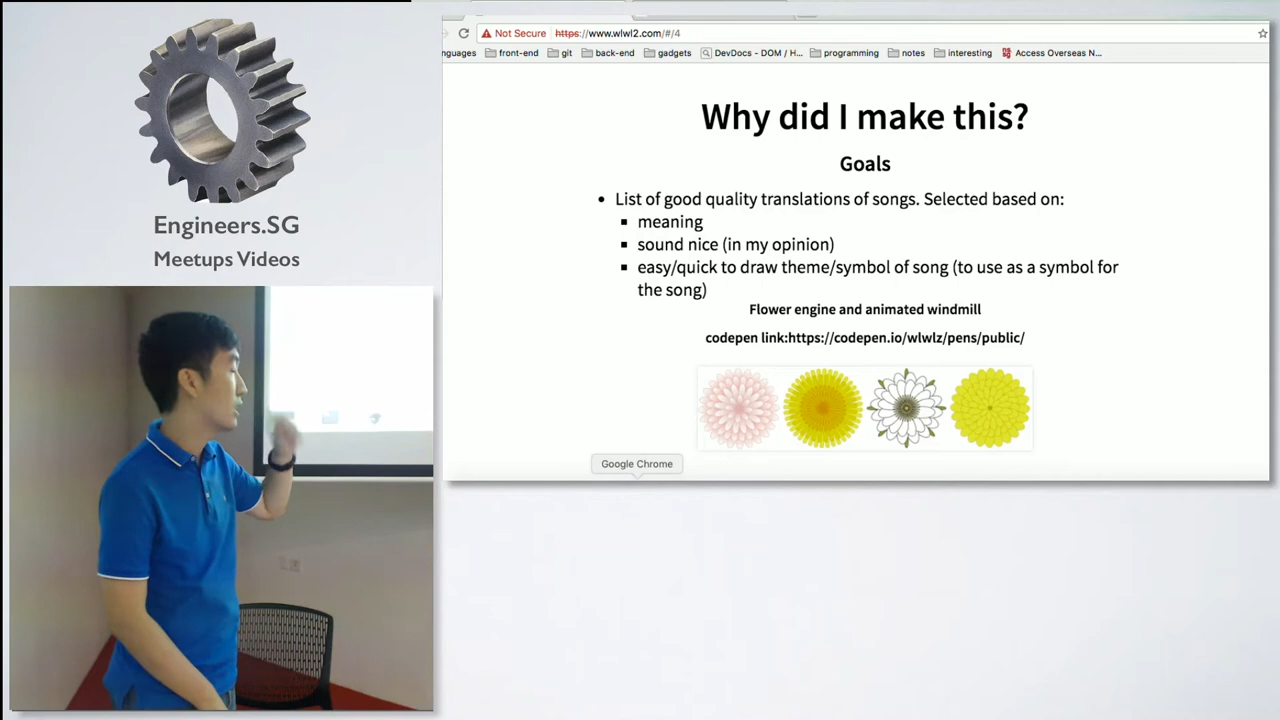 Engineers.SG
Meetups Videos
Not Secure https://www.wlwl2.com/#/4
nguages front-end git back-end gadgets DevDocs - DOM / H... programming notes interesting Access Overseas N...
Why did I make this?
Goals
List of good quality translations of songs. Selected based on:
meaning
sound nice (in my opinion)
easy/quick to draw theme/symbol of song (to use as a symbol for
the song)
Flower engine and animated windmill
codepen link:https://codepen.io/wlwlz/pens/public/
Google Chrome